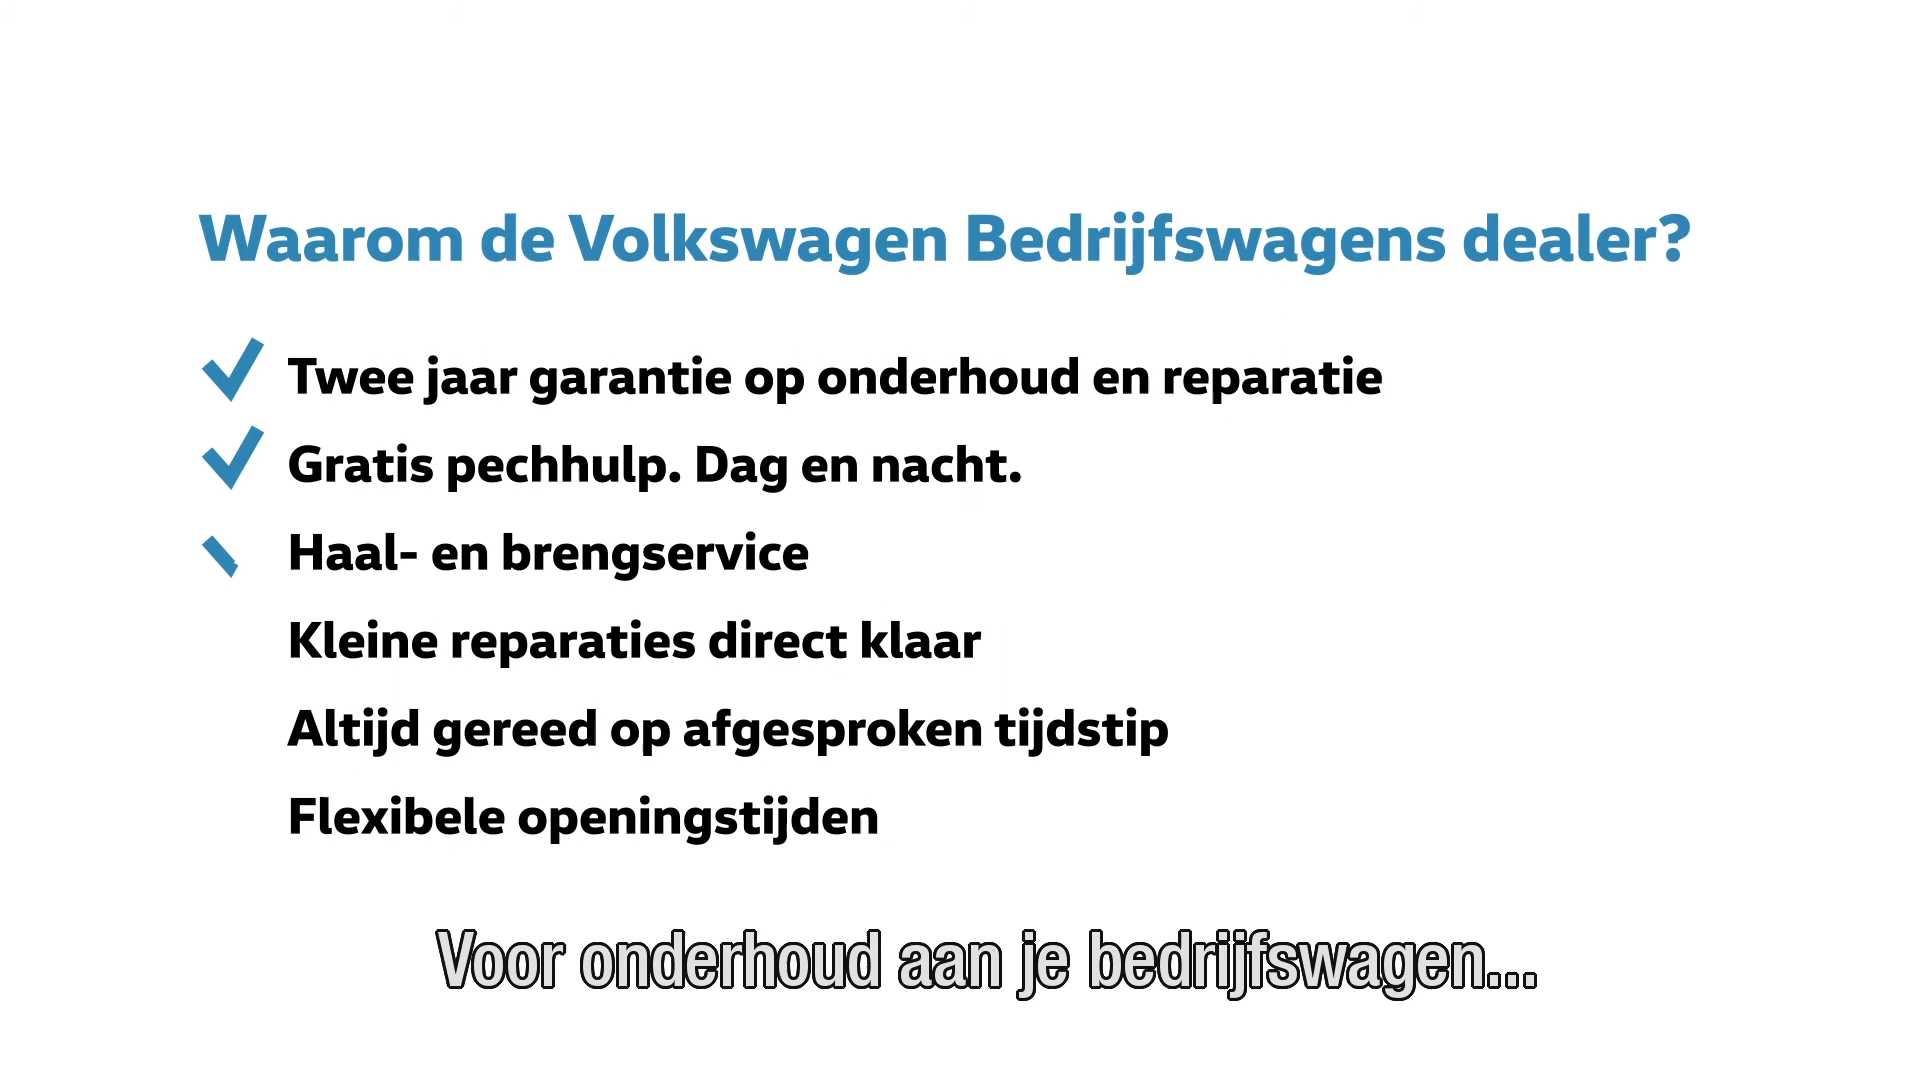 Waarom de Volkswagen Bedrijfswagens dealer?
Twee jaar garantie op onderhoud en reparatie
Gratis pechhulp. Dag en nacht.
Haal- en brengservice
Kleine reparaties direct klaar
Altijd gereed op afgesproken tijdstip
Flexibele openingstijden
Voor onderhoud aan je bedrijfswagen...